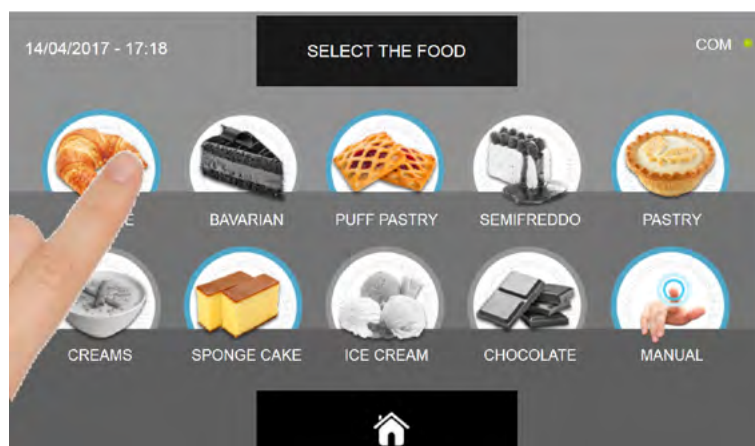 14/04/2017 - 17:18
SELECT THE FOOD
COM
BAVARIAN
PUFF PASTRY
SEMIFREDDO
PASTRY
CREAMS
SPONGE CAKE
ICE CREAM
CHOCOLATE
MANUAL